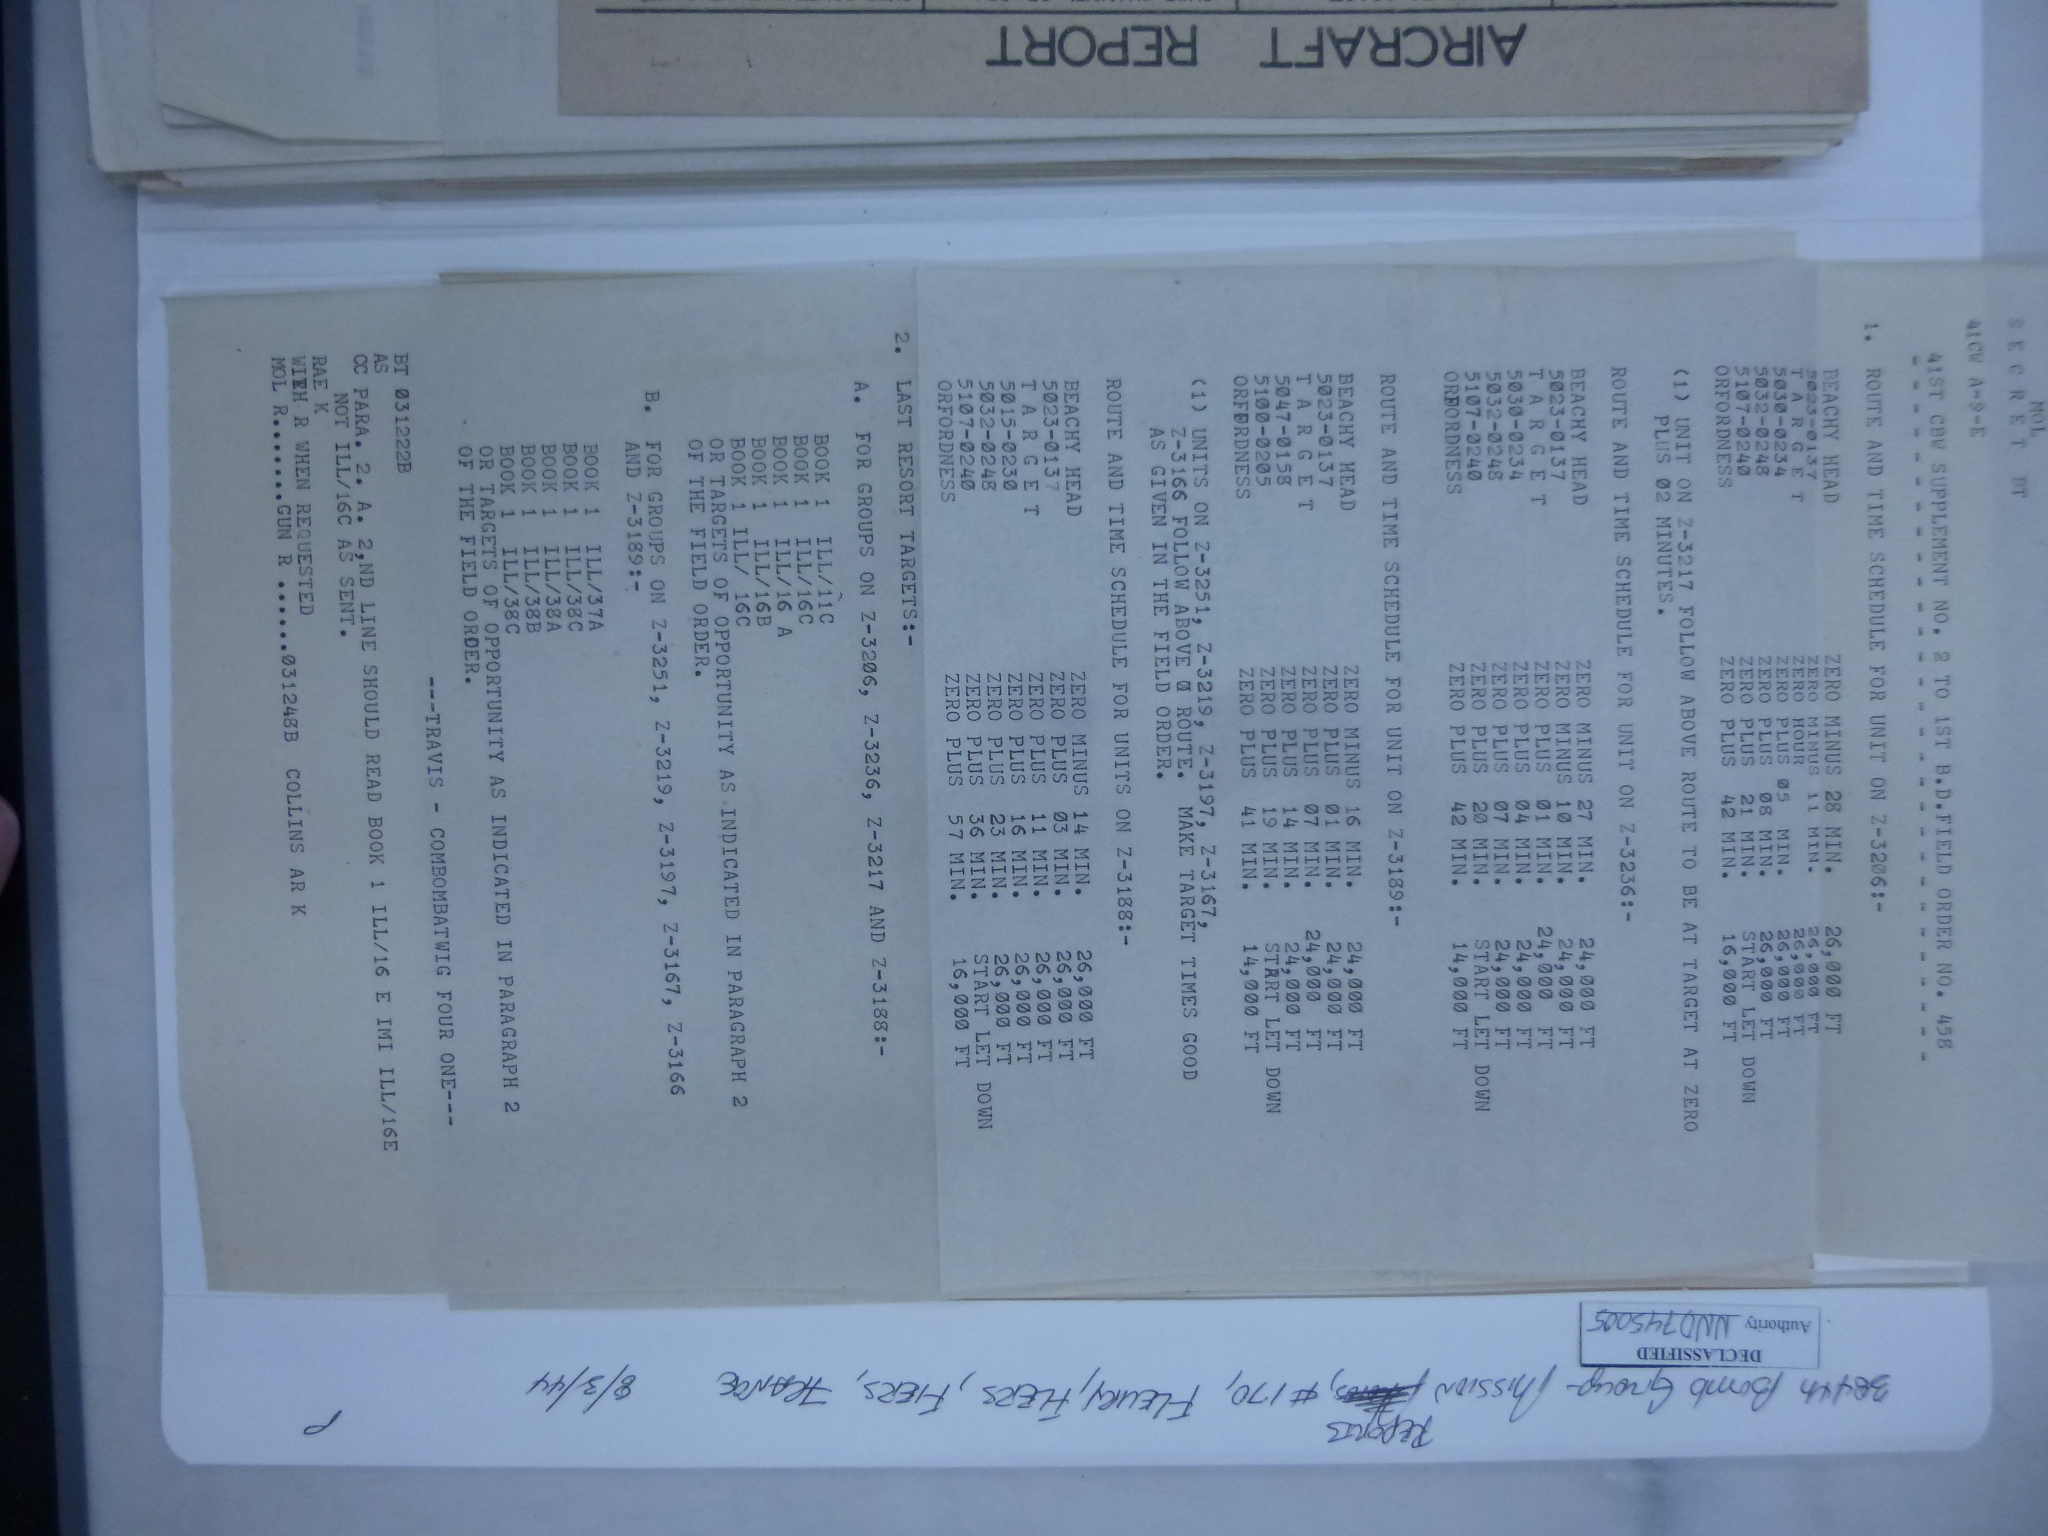 AIRCRAFT REPORT
MOL
S E C R E T BT
41CW A-9-E
41ST CBW SUPPLEMENT NO. 2 TO 1ST B.D.FIELD ORDER NO. 458
- - - - - - - - - - - - - - - - - - - - - - - - - - - -
1. ROUTE AND TIME SCHEDULE FOR UNIT ON Z-3206:-
BEACHY HEAD ZERO MINUS 28 MIN. 26,000 FT
5023-0137 ZERO MINUS 11 MIN. 26,000 FT
T A R G E T ZERO HOUR 26,000 FT
5030-0234 ZERO PLUS 05 MIN. 26,000 FT
5032-0248 ZERO PLUS 08 MIN. 26,000 FT
5107-0240 ZERO PLUS 21 MIN. START LET DOWN
ORFORDNESS ZERO PLUS 42 MIN. 16,000 FT
(1) UNIT ON Z-3217 FOLLOW ABOVE ROUTE TO BE AT TARGET AT ZERO
PLUS 02 MINUTES.
ROUTE AND TIME SCHEDULE FOR UNIT ON Z-3236:-
BEACHY HEAD ZERO MINUS 27 MIN. 24,000 FT
5023-0137 ZERO MINUS 10 MIN. 24,000 FT
T A R G E T ZERO PLUS 01 MIN. 24,000 FT
5030-0234 ZERO PLUS 04 MIN. 24,000 FT
5032-0248 ZERO PLUS 07 MIN. 24,000 FT
5107-0240 ZERO PLUS 20 MIN. START LET DOWN
ORFORDNESS ZERO PLUS 42 MIN. 14,000 FT
ROUTE AND TIME SCHEDULE FOR UNIT ON Z-3189:-
BEACHY HEAD ZERO MINUS 16 MIN. 24,000 FT
5023-0137 ZERO PLUS 01 MIN. 24,000 FT
T A R G E T ZERO PLUS 07 MIN. 24,000 FT
5047-0158 ZERO PLUS 14 MIN. 24,000 FT
5100-0205 ZERO PLUS 19 MIN. START LET DOWN
ORFORDNESS ZERO PLUS 41 MIN. 14,000 FT
(1) UNITS ON Z-3251, Z-3219, Z-3197, Z-3167,
Z-3166 FOLLOW ABOVE 0 ROUTE. MAKE TARGET TIMES GOOD
AS GIVEN IN THE FIELD ORDER.
ROUTE AND TIME SCHEDULE FOR UNITS ON Z-3188:-
BEACHY HEAD ZERO MINUS 14 MIN. 26,000 FT
5023-0137 ZERO PLUS 03 MIN. 26,000 FT
T A R G E T ZERO PLUS 11 MIN. 26,000 FT
5015-0230 ZERO PLUS 16 MIN. 26,000 FT
5032-0248 ZERO PLUS 23 MIN. 26,000 FT
5107-0240 ZERO PLUS 36 MIN. START LET DOWN
ORFORDNESS ZERO PLUS 57 MIN. 16,000 FT
2. LAST RESORT TARGETS:-
A. FOR GROUPS ON Z-3206, Z-3236, Z-3217 AND Z-3188:-
BOOK 1 ILL/11C
BOOK 1 ILL/16C
BOOK 1 ILL/16 A
BOOK 1 ILL/16B
BOOK 1 ILL/ 16C
OR TARGETS OF OPPORTUNITY AS INDICATED IN PARAGRAPH 2
OF THE FIELD ORDER.
B. FOR GROUPS ON Z-3251, Z-3219, Z-3197, Z-3167, Z-3166
AND Z-3189:-
BOOK 1 ILL/37A
BOOK 1 ILL/38C
BOOK 1 ILL/38A
BOOK 1 ILL/38B
BOOK 1 ILL/38C
OR TARGETS OF OPPORTUNITY AS INDICATED IN PARAGRAPH 2
OF THE FIELD ORDER.
---TRAVIS - COMBOMBATWIG FOUR ONE---
BT 031222B
AS
CC PARA. 2. A. 2,ND LINE SHOULD READ BOOK 1 ILL/16 E IMI ILL/16E
NOT ILL/16C AS SENT.
RAE K
R WHEN REQUESTED
MOL R.......GUN R ......031248B COLLINS AR K
DECLASSIFIED
Authority NND745005
384th Bomb Group - Mission Reports #170, Fleury, Flers, Fiers, France 8/3/44
P